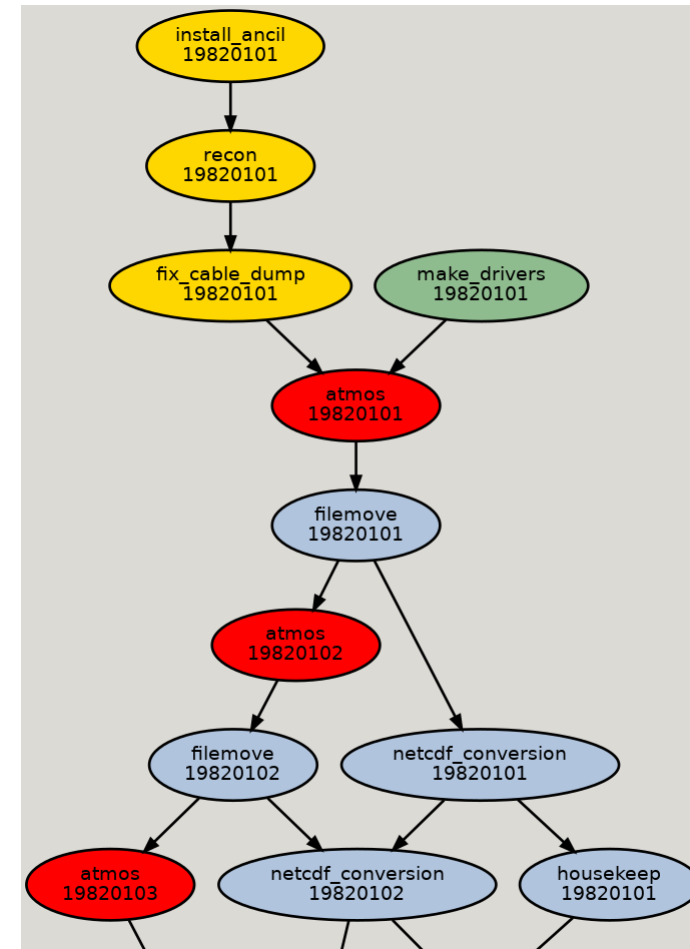 install_ancil
19820101
recon
19820101
fix_cable_dump
19820101
make_drivers
19820101
atmos
19820101
filemove
19820101
atmos
19820102
filemove
19820102
netcdf_conversion
19820101
atmos
19820103
netcdf_conversion
19820102
housekeep
19820101